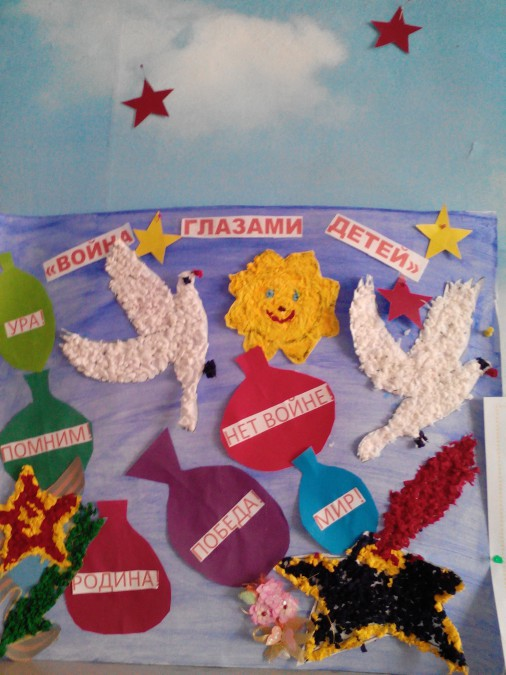 «ВОЙНА ГЛАЗАМИ ДЕТЕЙ»
УРА!
НЕТ ВОЙНЕ!
ПОМНИМ!
МИР!
ПОБЕДА!
РОДИНА!